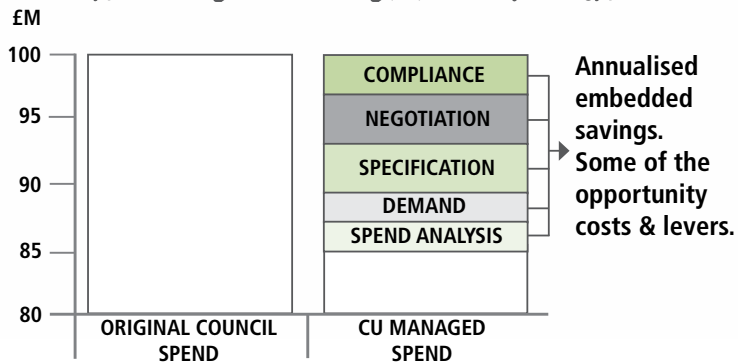 £M
100
95
90
85
80
COMPLIANCE
NEGOTIATION
SPECIFICATION
DEMAND
SPEND ANALYSIS
Annualised
embedded
savings.
Some of the
opportunity
costs & levers.
ORIGINAL COUNCIL
SPEND
CU MANAGED
SPEND